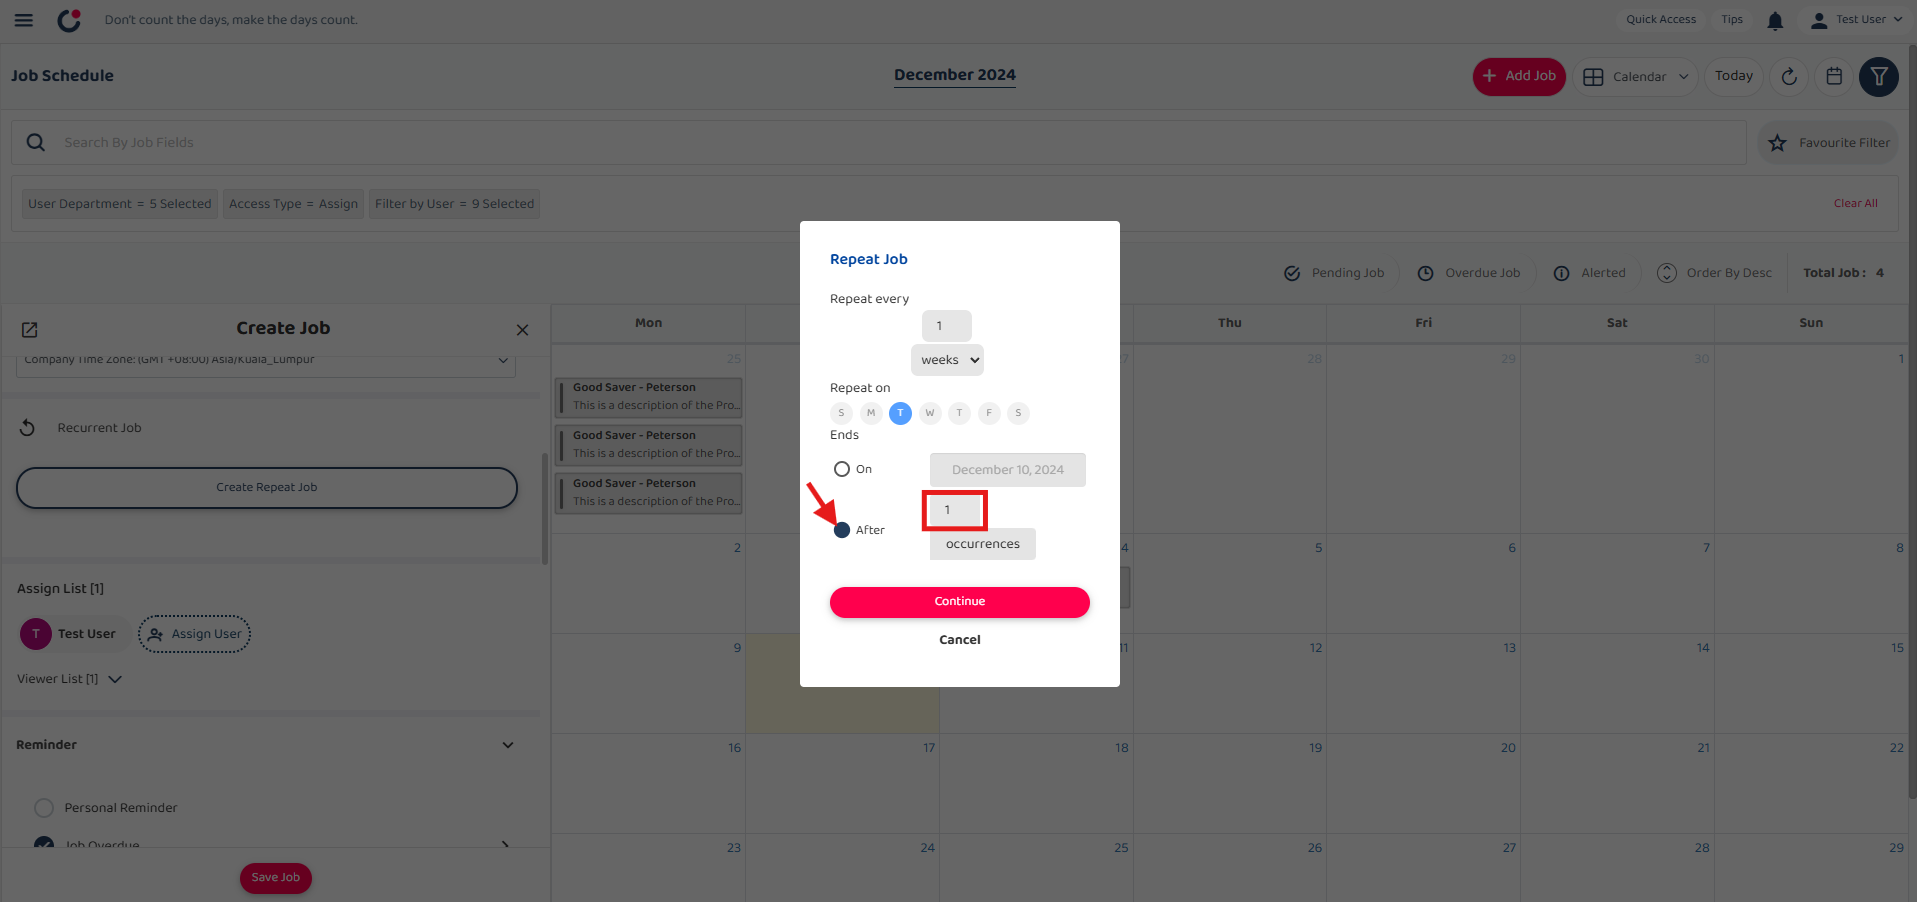 Don't count the days, make the days count.
Quick Access
Tips
Test User
Job Schedule
December 2024
+ Add Job
Calendar
Today
Search By Job Fields
Favourite Filter
User Department = 5 Selected
Access Type = Assign
Filter by User = 9 Selected
Clear All
Pending Job
Overdue Job
Alerted
Order By Desc
Total Job : 4
Create Job
Company Time Zone: (GMT +08:00) Asia/Kuala_Lumpur
Recurrent Job
Create Repeat Job
Assign List [1]
T
Test User
Assign User
Viewer List [1]
Reminder
Personal Reminder
Job Overdue
Save Job
Mon
Thu
Fri
Sat
Sun
25
28
29
30
1
Good Saver - Peterson
This is a description of the Pro...
Good Saver - Peterson
This is a description of the Pro...
Good Saver - Peterson
This is a description of the Pro...
2
4
5
6
7
8
9
11
12
13
14
15
16
17
18
19
20
21
22
23
24
25
26
27
28
29
Repeat Job
Repeat every
1
weeks
Repeat on
S M T W T F S
Ends
On
December 10, 2024
After
1
occurrences
Continue
Cancel